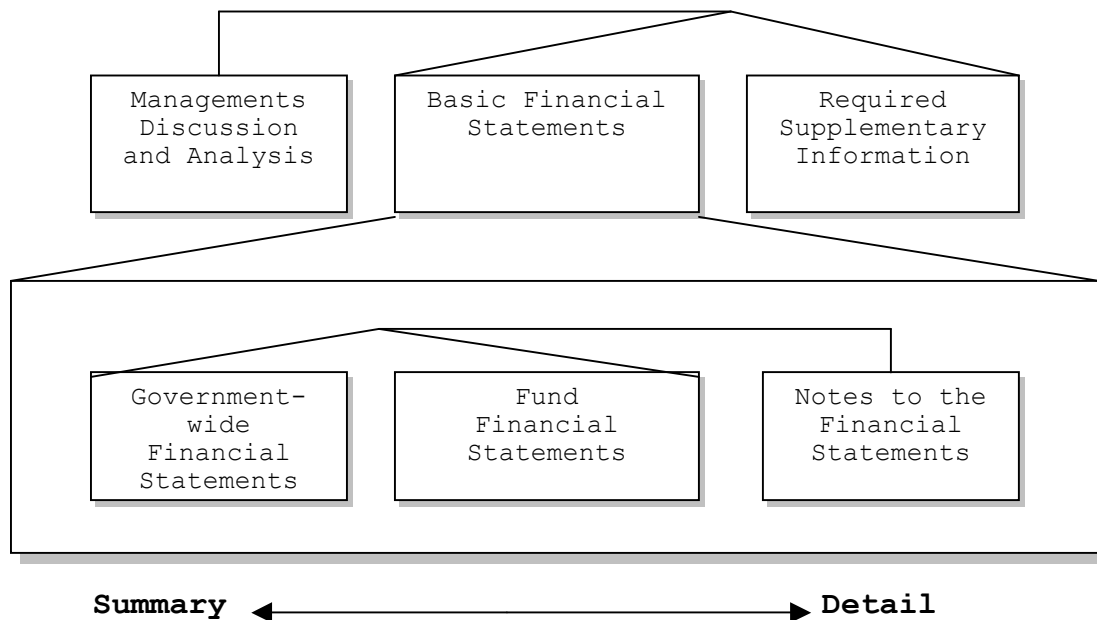 Managements
Discussion
and Analysis
Basic Financial
Statements
Required
Supplementary
Information
Government-
wide
Financial
Statements
Fund
Financial
Statements
Notes to the
Financial
Statements
Summary
Detail